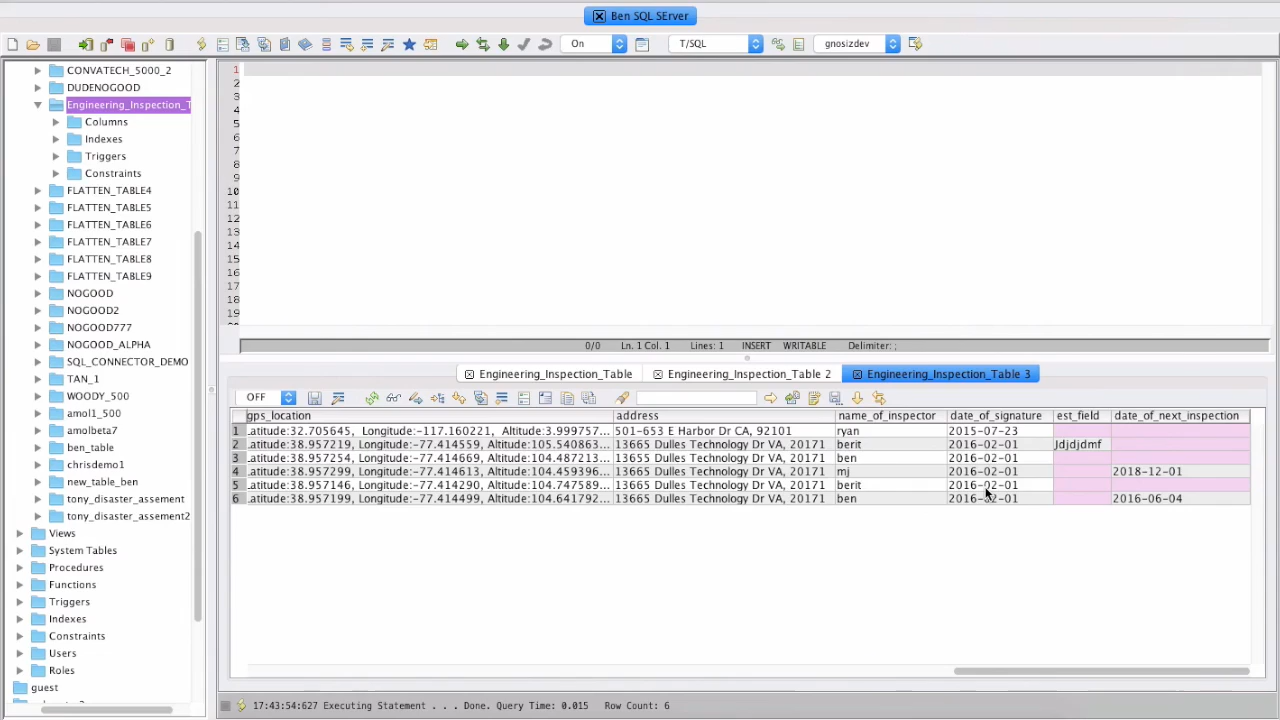 Ben SQL SErver
On T/SQL gnosizdev
CONVATECH_5000_2
DUDENOGOOD
Engineering_Inspection_T
Columns
Indexes
Triggers
Constraints
FLATTEN_TABLE4
FLATTEN_TABLE5
FLATTEN_TABLE6
FLATTEN_TABLE7
FLATTEN_TABLE8
FLATTEN_TABLE9
NOGOOD
NOGOOD2
NOGOOD777
NOGOOD_ALPHA
SQL_CONNECTOR_DEMO
TAN_1
WOODY_500
amol1_500
amolbeta7
ben_table
chrisdemo1
new_table_ben
tony_disaster_assement
tony_disaster_assement2
Views
System Tables
Procedures
Functions
Triggers
Indexes
Constraints
Users
Roles
guest
1
2
3
4
5
6
7
8
9
10
11
12
13
14
15
16
17
18
19
0/0 Ln. 1 Col. 1 Lines: 1 INSERT WRITABLE Delimiter: ;
Engineering_Inspection_Table Engineering_Inspection_Table 2 Engineering_Inspection_Table 3
OFF
gps_location address name_of_inspector date_of_signature est_field date_of_next_inspection
1 .atitude:32.705645, Longitude:-117.160221, Altitude:3.999757... 501-653 E Harbor Dr CA, 92101 ryan 2015-07-23
2 .atitude:38.957219, Longitude:-77.414559, Altitude:105.540863... 13665 Dulles Technology Dr VA, 20171 berit 2016-02-01 Jdjdjdmf
3 .atitude:38.957254, Longitude:-77.414669, Altitude:104.487213... 13665 Dulles Technology Dr VA, 20171 ben 2016-02-01
4 .atitude:38.957299, Longitude:-77.414613, Altitude:104.459396... 13665 Dulles Technology Dr VA, 20171 mj 2016-02-01 2018-12-01
5 .atitude:38.957146, Longitude:-77.414290, Altitude:104.747589... 13665 Dulles Technology Dr VA, 20171 berit 2016-02-01
6 .atitude:38.957199, Longitude:-77.414499, Altitude:104.641792... 13665 Dulles Technology Dr VA, 20171 ben 2016-02-01 2016-06-04
17:43:54:627 Executing Statement . . . Done. Query Time: 0.015 Row Count: 6